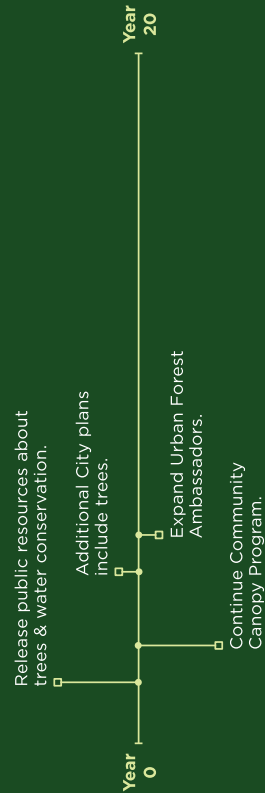 Year
0
Release public resources about
trees & water conservation.
Continue Community
Canopy Program.
Additional City plans
include trees.
Expand Urban Forest
Ambassadors.
Year
20